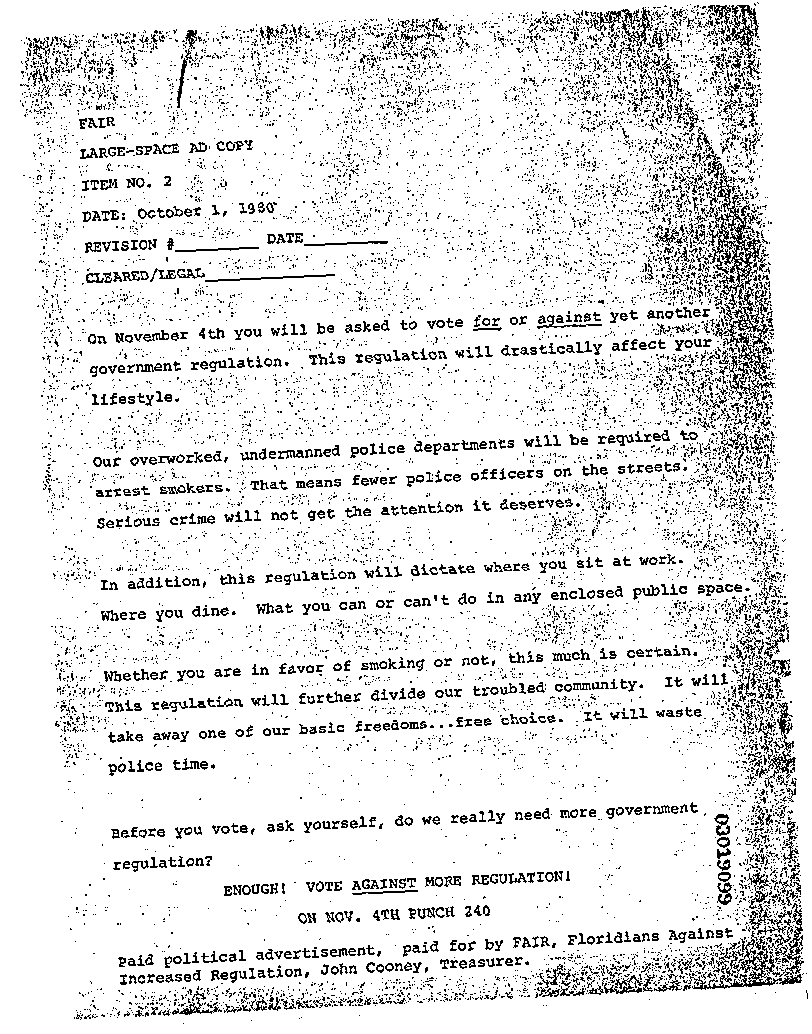 FAIR
LARGE-SPACE AD COPY
ITEM NO. 2
DATE: October 1, 1980
REVISION #________ DATE________
CLEARED/LEGAL____________
On November 4th you will be asked to vote for or against yet another
government regulation. This regulation will drastically affect your
lifestyle.
Our overworked, undermanned police departments will be required to
arrest smokers. That means fewer police officers on the streets.
Serious crime will not get the attention it deserves.
In addition, this regulation will dictate where you sit at work.
Where you dine. What you can or can't do in any enclosed public space.
Whether you are in favor of smoking or not, this much is certain.
This regulation will further divide our troubled community. It will
take away one of our basic freedoms...free choice. It will waste
police time.
Before you vote, ask yourself, do we really need more government
regulation?
ENOUGH! VOTE AGAINST MORE REGULATION!
ON NOV. 4TH PUNCH 240
Paid political advertisement, paid for by FAIR, Floridians Against
Increased Regulation, John Cooney, Treasurer.
03019099